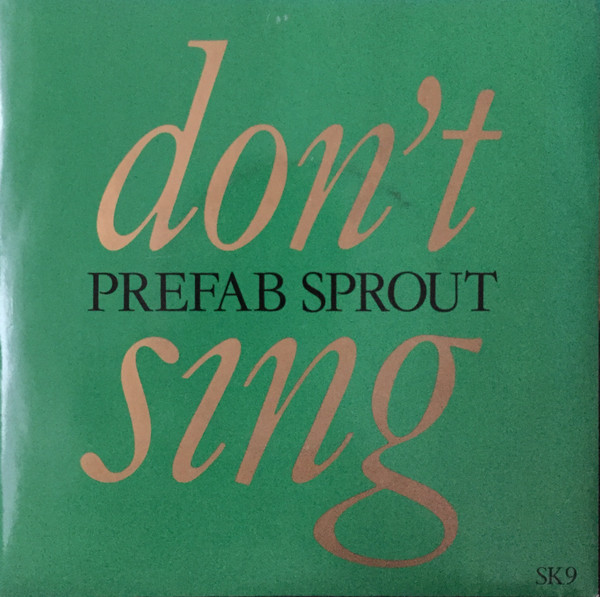 don't
PREFAB SPROUT
sing
SK9